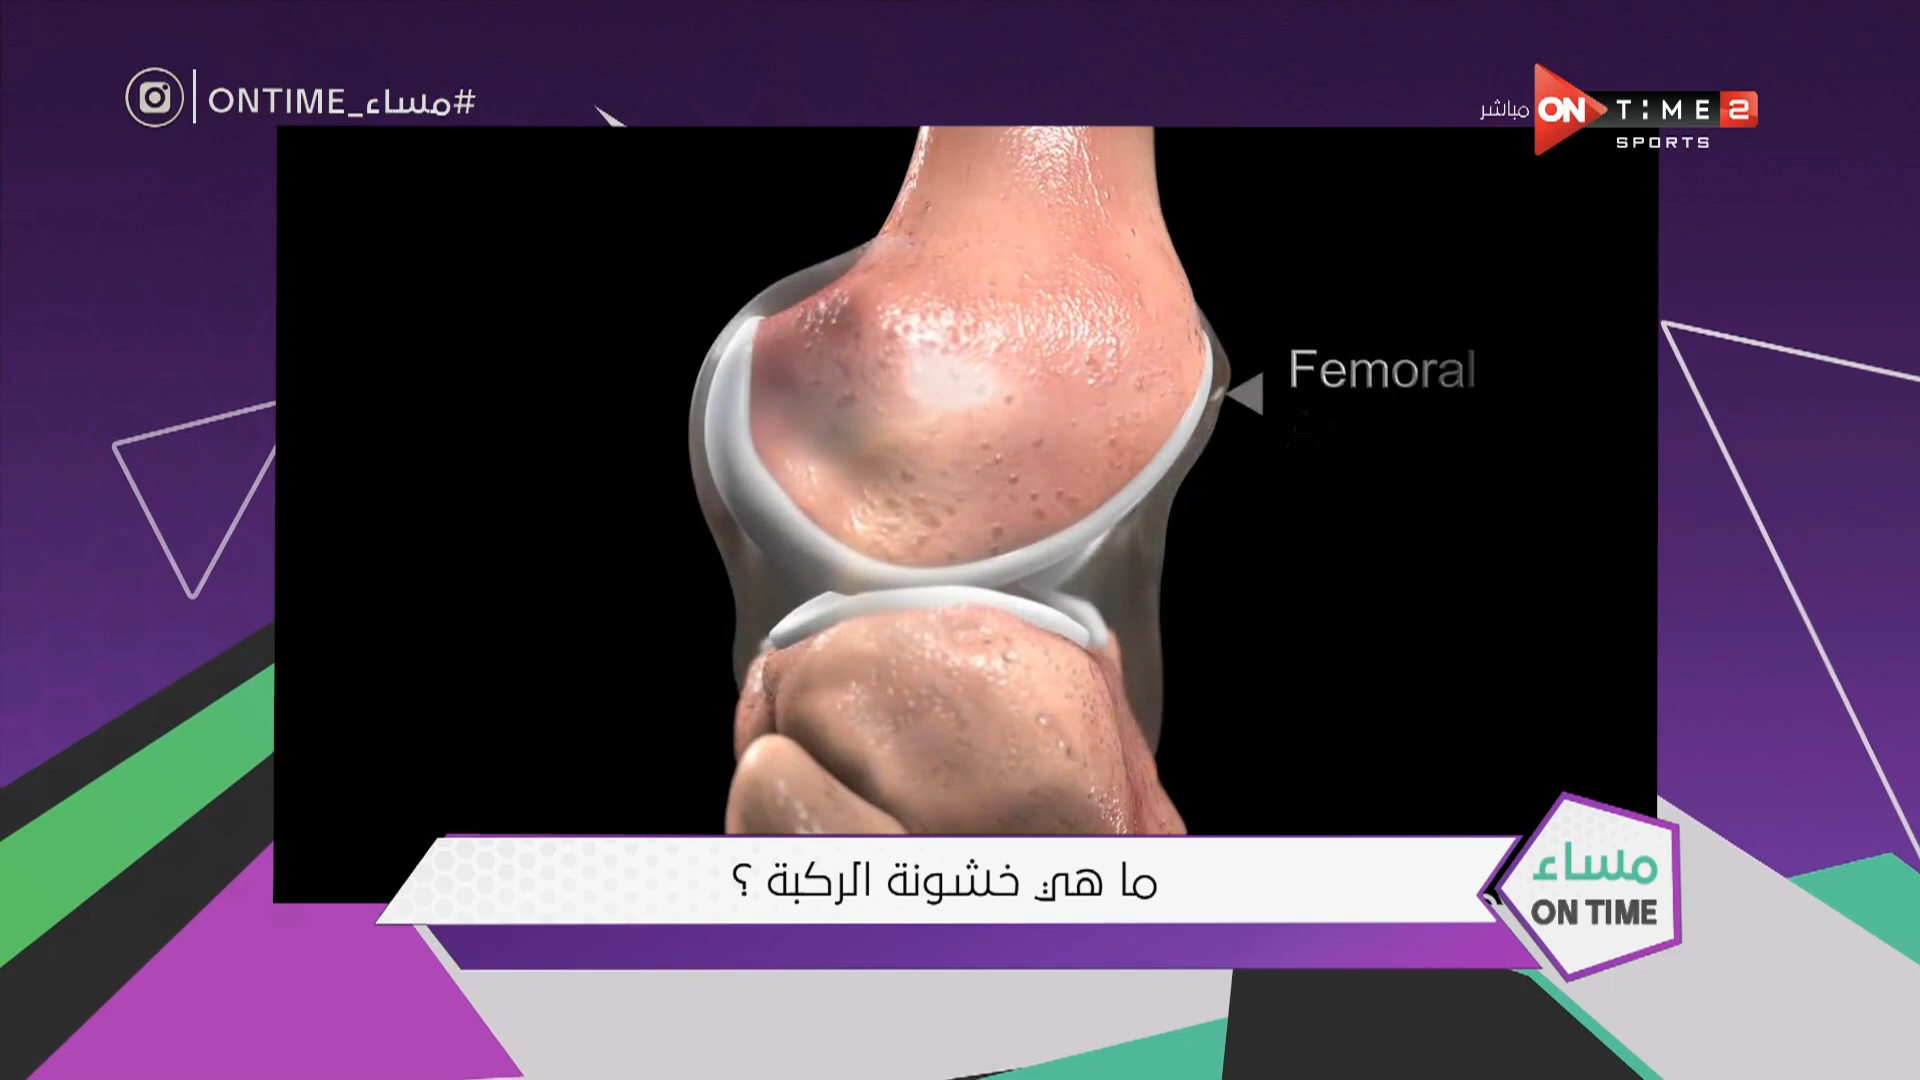 #مساء_ONTIME
مباشر
ON TIME 2
SPORTS
Femoral
ما هي خشونة الركبة ؟
مساء
ON TIME